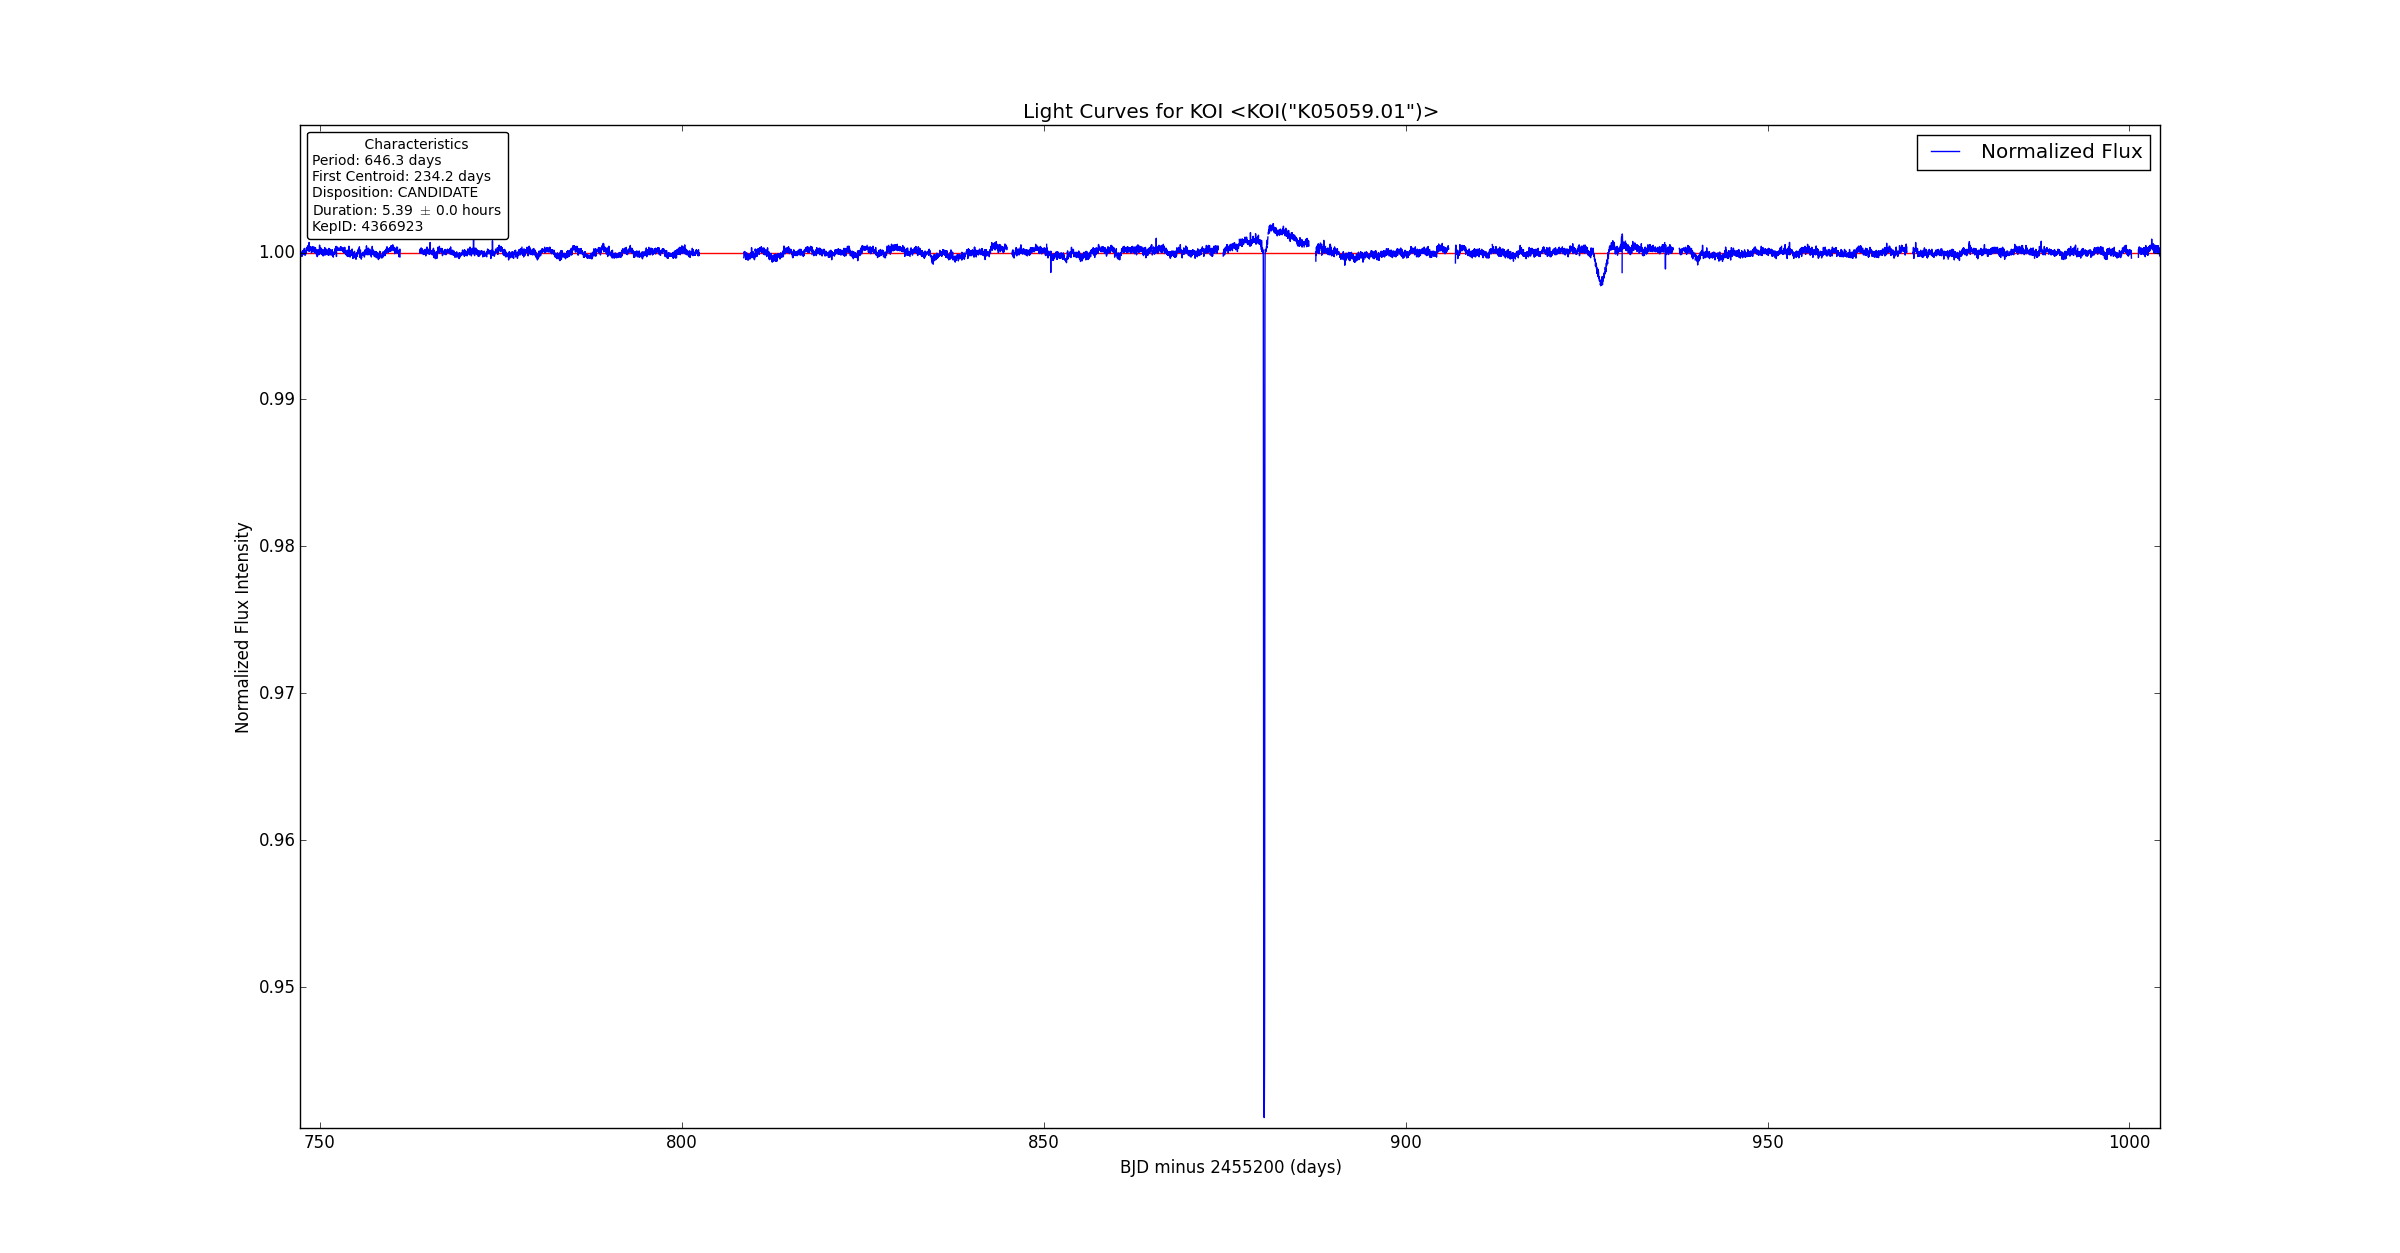 Light Curves for KOI <KOI("K05059.01")>
Characteristics
Period: 646.3 days
First Centroid: 234.2 days
Disposition: CANDIDATE
Duration: 5.39 ± 0.0 hours
KepID: 4366923
Normalized Flux
1.00
0.99
0.98
0.97
0.96
0.95
Normalized Flux Intensity
750 800 850 900 950 1000
BJD minus 2455200 (days)